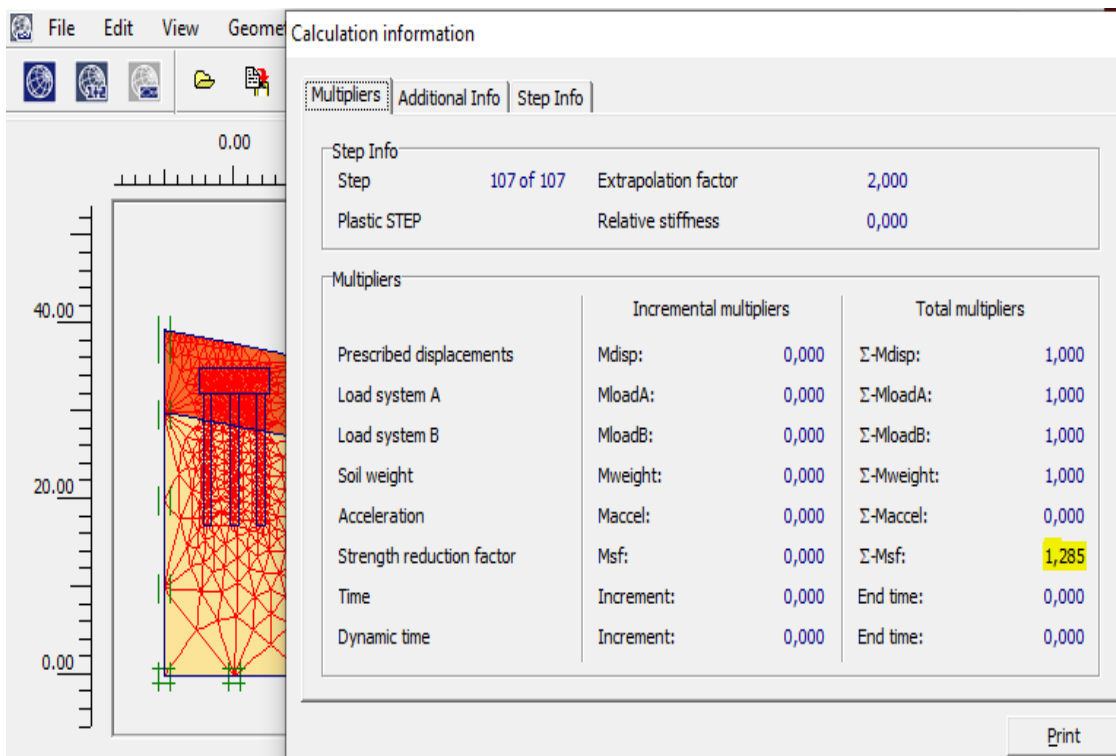 File Edit View Geome
Calculation information
Multipliers Additional Info Step Info
0.00
Step Info
Step 107 of 107 Extrapolation factor 2,000
Plastic STEP Relative stiffness 0,000
Multipliers
Incremental multipliers Total multipliers
40.00
Prescribed displacements Mdisp: 0,000 Σ-Mdisp: 1,000
Load system A MloadA: 0,000 Σ-MloadA: 1,000
Load system B MloadB: 0,000 Σ-MloadB: 1,000
Soil weight Mweight: 0,000 Σ-Mweight: 1,000
20.00
Acceleration Maccel: 0,000 Σ-Maccel: 0,000
Strength reduction factor Msf: 0,000 Σ-Msf: 1,285
Time Increment: 0,000 End time: 0,000
Dynamic time Increment: 0,000 End time: 0,000
0.00
Print